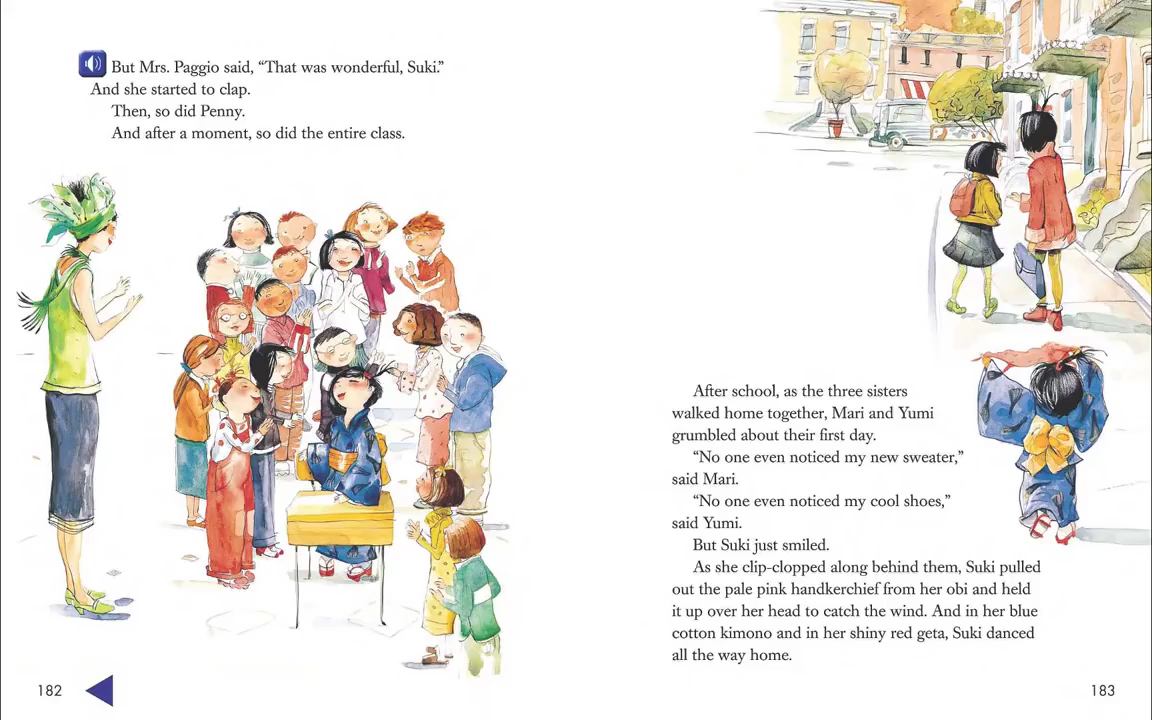 But Mrs. Paggio said, “That was wonderful, Suki.”
And she started to clap.
Then, so did Penny.
And after a moment, so did the entire class.
After school, as the three sisters
walked home together, Mari and Yumi
grumbled about their first day.
“No one even noticed my new sweater,”
said Mari.
“No one even noticed my cool shoes,”
said Yumi.
But Suki just smiled.
As she clip-clopped along behind them, Suki pulled
out the pale pink handkerchief from her obi and held
it up over her head to catch the wind. And in her blue
cotton kimono and in her shiny red geta, Suki danced
all the way home.
182
183